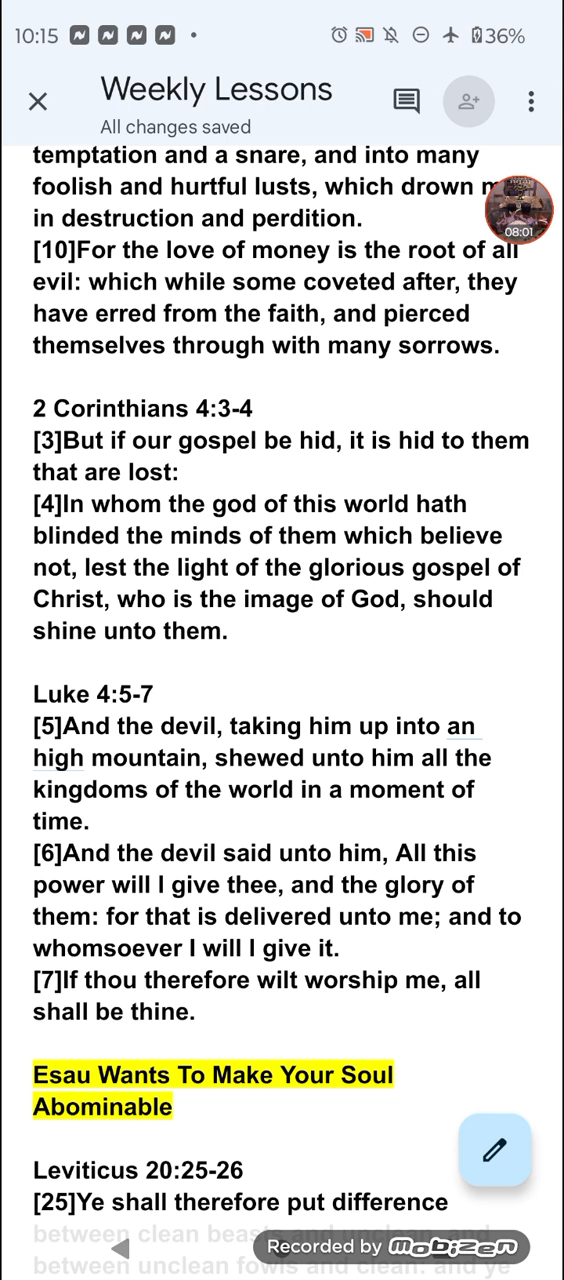 10:15
36%
Weekly Lessons
All changes saved
temptation and a snare, and into many
foolish and hurtful lusts, which drown
in destruction and perdition.
08:01
[10]For the love of money is the root of all
evil: which while some coveted after, they
have erred from the faith, and pierced
themselves through with many sorrows.
2 Corinthians 4:3-4
[3]But if our gospel be hid, it is hid to them
that are lost:
[4]In whom the god of this world hath
blinded the minds of them which believe
not, lest the light of the glorious gospel of
Christ, who is the image of God, should
shine unto them.
Luke 4:5-7
[5]And the devil, taking him up into an
high mountain, shewed unto him all the
kingdoms of the world in a moment of
time.
[6]And the devil said unto him, All this
power will I give thee, and the glory of
them: for that is delivered unto me; and to
whomsoever I will I give it.
[7]If thou therefore wilt worship me, all
shall be thine.
Esau Wants To Make Your Soul
Abominable
Leviticus 20:25-26
[25]Ye shall therefore put difference
between clean beasts and unclean, and
between unclean fowls and clean: and ye
Recorded by mobizen